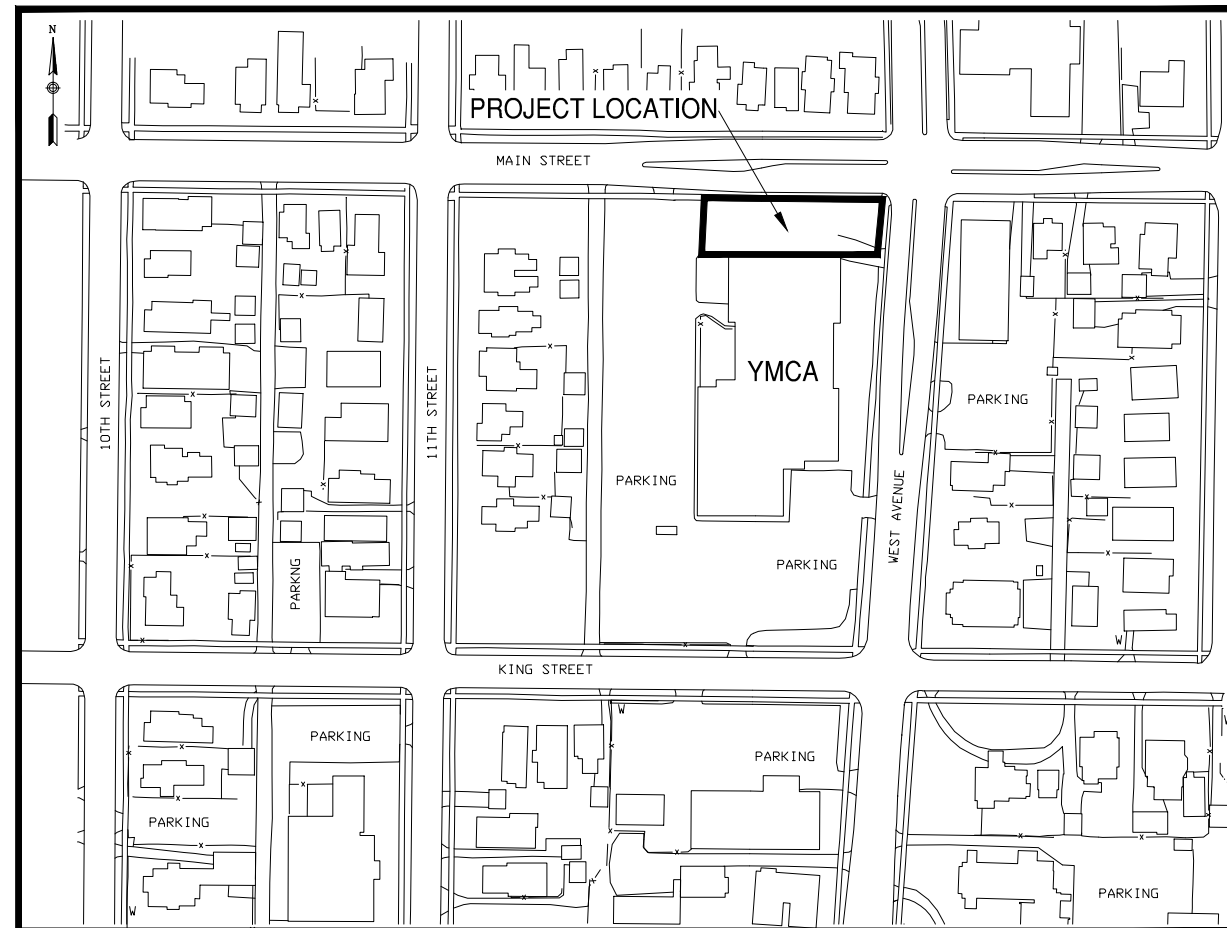 N
PROJECT LOCATION
MAIN STREET
10TH STREET
11TH STREET
YMCA
PARKING
PARKING
WEST AVENUE
PARKING
PARKNG
W
KING STREET
W
W
PARKING
PARKING
PARKING
PARKING
W